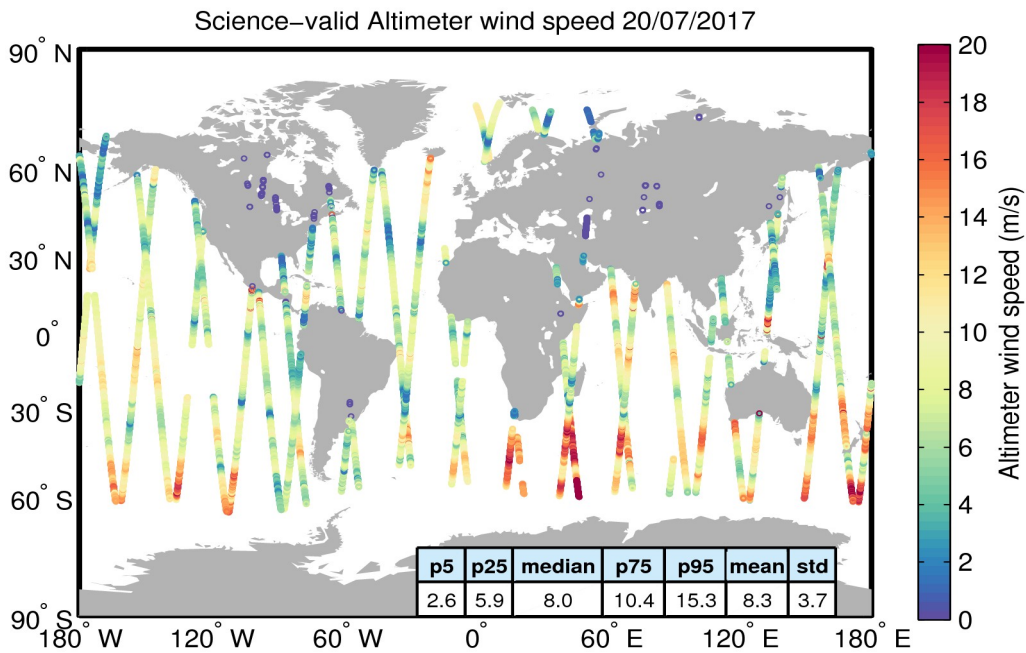 Science−valid Altimeter wind speed 20/07/2017
90° N
60° N
30° N
0°
30° S
60° S
90° S
180° W
120° W
60° W
0°
60° E
120° E
180° E
p5 p25 median p75 p95 mean std
2.6 5.9 8.0 10.4 15.3 8.3 3.7
20
18
16
14
12
10
8
6
4
2
0
Altimeter wind speed (m/s)